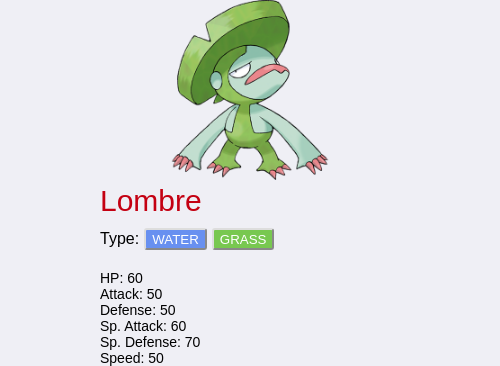 Lombre
Type: WATER GRASS
HP: 60
Attack: 50
Defense: 50
Sp. Attack: 60
Sp. Defense: 70
Speed: 50